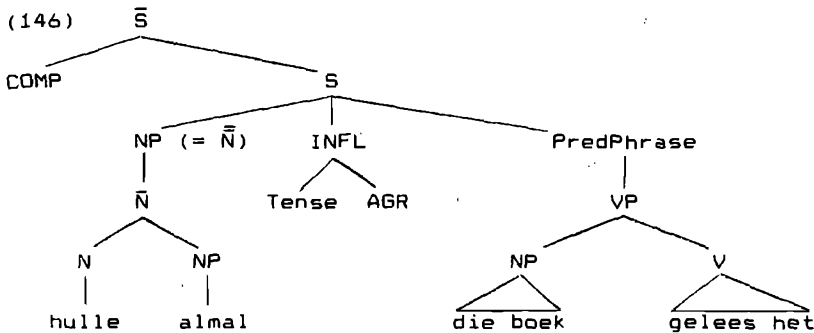 (146) S̄
COMP S
NP (= N̿) INFL PredPhrase
N̄ Tense AGR VP
N NP NP V
hulle almal die boek gelees het